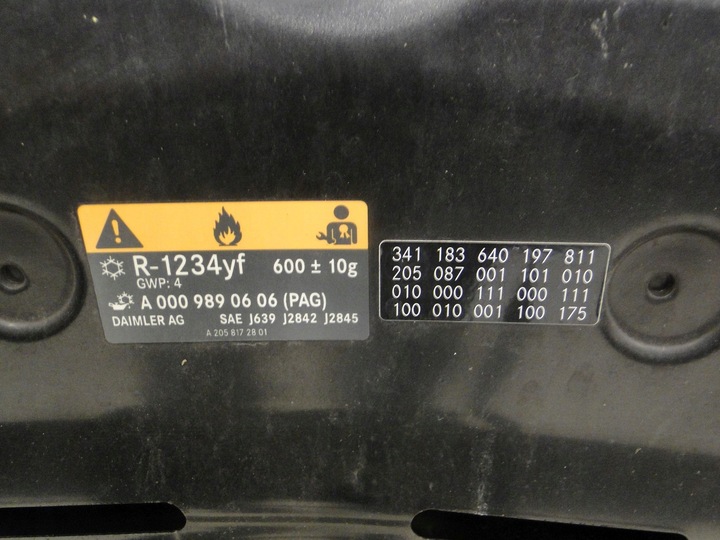 R-1234yf 600 ± 10g
GWP: 4
A 000 989 06 06 (PAG)
DAIMLER AG SAE J639 J2842 J2845
A 205 817 28 01
341 183 640 197 811
205 087 001 101 010
010 000 111 000 111
100 010 001 100 175